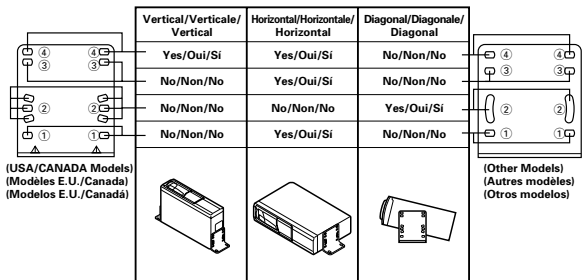 Vertical/Verticale/ Horizontal/Horizontale/ Diagonal/Diagonale/
Vertical Horizontal Diagonal
④ ④ Yes/Oui/Sí Yes/Oui/Sí No/Non/No ④ ④
③ ③ No/Non/No Yes/Oui/Sí No/Non/No ③ ③
② ② No/Non/No No/Non/No Yes/Oui/Sí ② ②
① ① No/Non/No Yes/Oui/Sí No/Non/No ① ①
(USA/CANADA Models) (Other Models)
(Modèles E.U./Canada) (Autres modèles)
(Modelos E.U./Canadá) (Otros modelos)